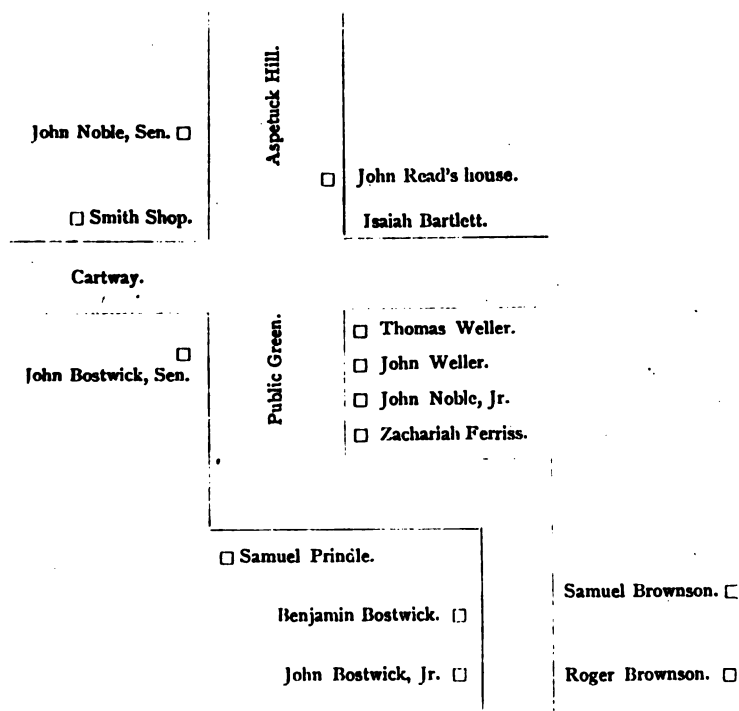 Aspetuck Hill.
John Noble, Sen.
John Read's house.
Smith Shop.
Isaiah Bartlett.
Cartway.
Public Green.
Thomas Weller.
John Bostwick, Sen.
John Weller.
John Noble, Jr.
Zachariah Ferriss.
Samuel Prindle.
Samuel Brownson.
Benjamin Bostwick.
John Bostwick, Jr.
Roger Brownson.